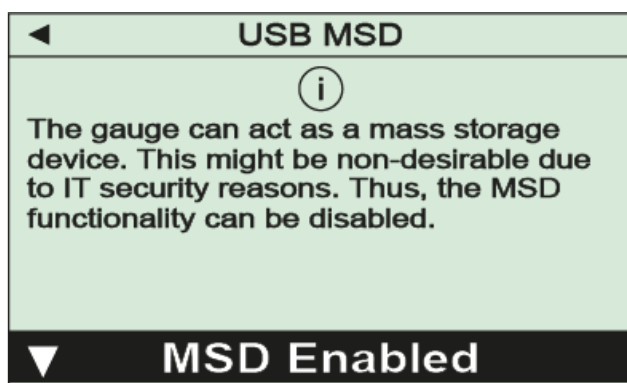 USB MSD
i
The gauge can act as a mass storage
device. This might be non-desirable due
to IT security reasons. Thus, the MSD
functionality can be disabled.
MSD Enabled